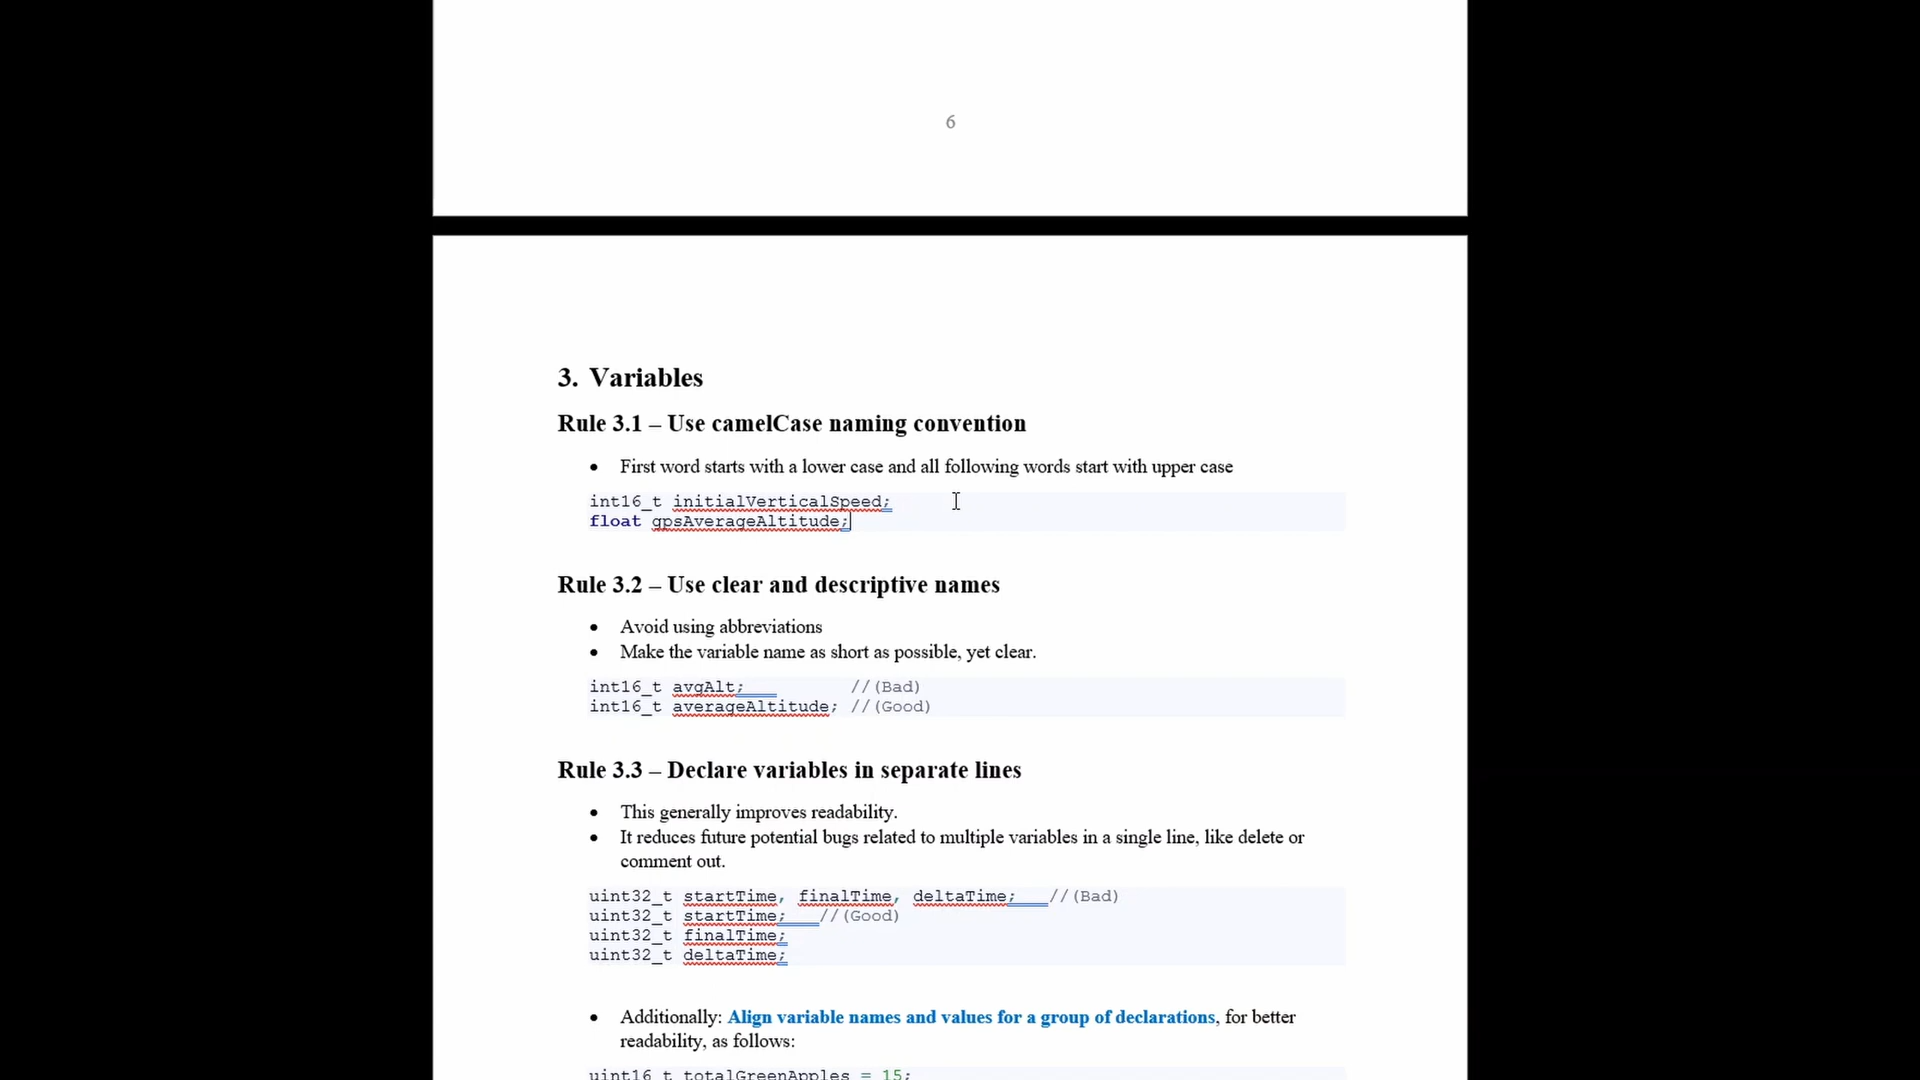 6
3. Variables
Rule 3.1 – Use camelCase naming convention
• First word starts with a lower case and all following words start with upper case
int16_t initialVerticalSpeed;
float gpsAverageAltitude;
Rule 3.2 – Use clear and descriptive names
• Avoid using abbreviations
• Make the variable name as short as possible, yet clear.
int16_t avgAlt; //(Bad)
int16_t averageAltitude; //(Good)
Rule 3.3 – Declare variables in separate lines
• This generally improves readability.
• It reduces future potential bugs related to multiple variables in a single line, like delete or
comment out.
uint32_t startTime, finalTime, deltaTime; //(Bad)
uint32_t startTime; //(Good)
uint32_t finalTime;
uint32_t deltaTime;
• Additionally: Align variable names and values for a group of declarations, for better
readability, as follows:
uint16_t totalGreenApples = 15;